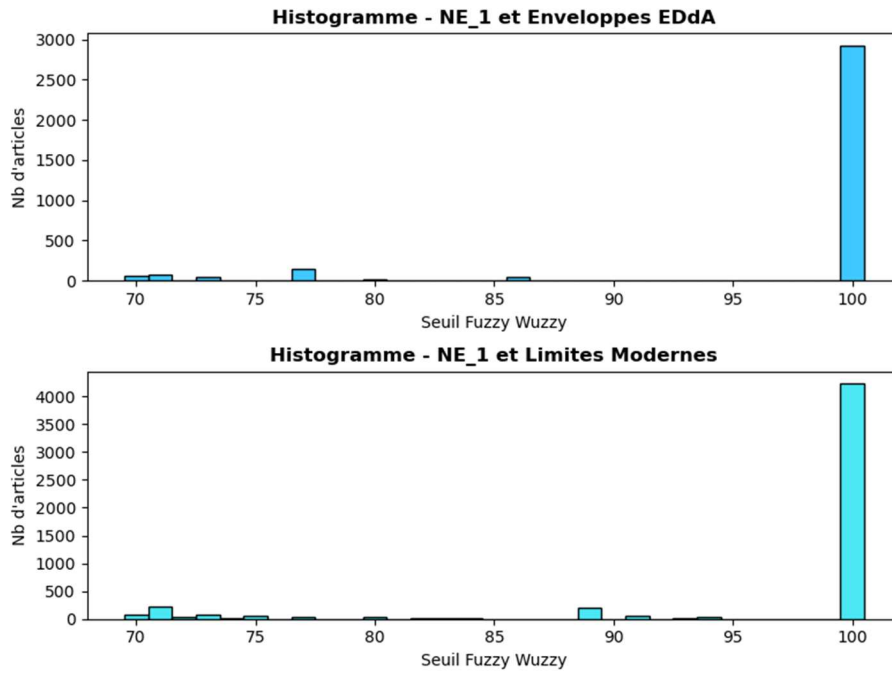 Histogramme - NE_1 et Enveloppes EDdA
3000
2500
2000
1500
1000
500
0
Nb d'articles
70 75 80 85 90 95 100
Seuil Fuzzy Wuzzy
Histogramme - NE_1 et Limites Modernes
4000
3500
3000
2500
2000
1500
1000
500
0
Nb d'articles
70 75 80 85 90 95 100
Seuil Fuzzy Wuzzy